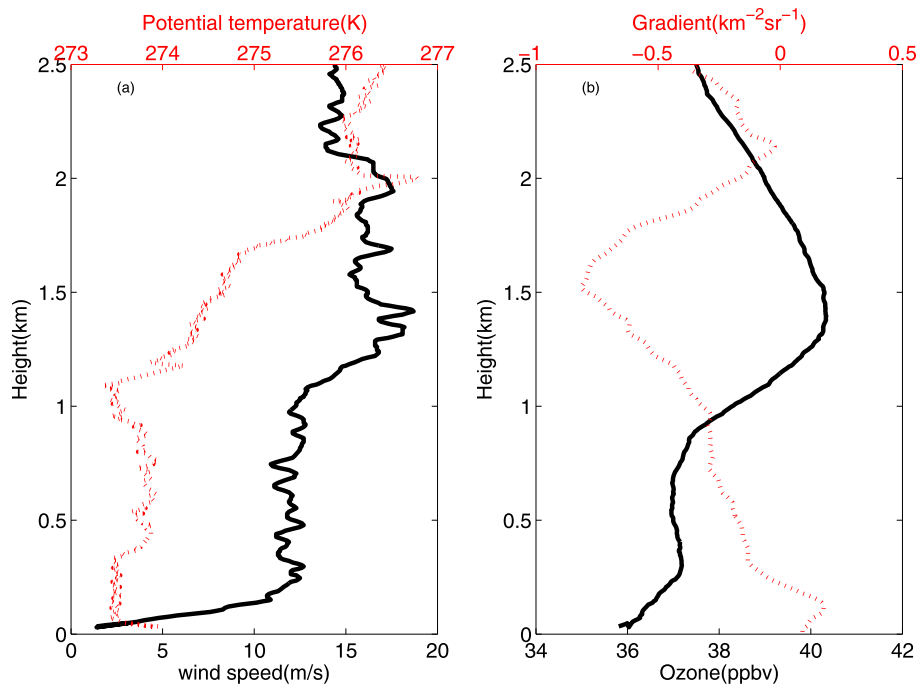 Potential temperature(K)
273 274 275 276 277
2.5
2
1.5
1
0.5
0
(a)
Height(km)
0 5 10 15 20
wind speed(m/s)
Gradient(km−2sr−1)
−1 −0.5 0 0.5
2.5
2
1.5
1
0.5
0
(b)
Height(km)
34 36 38 40 42
Ozone(ppbv)